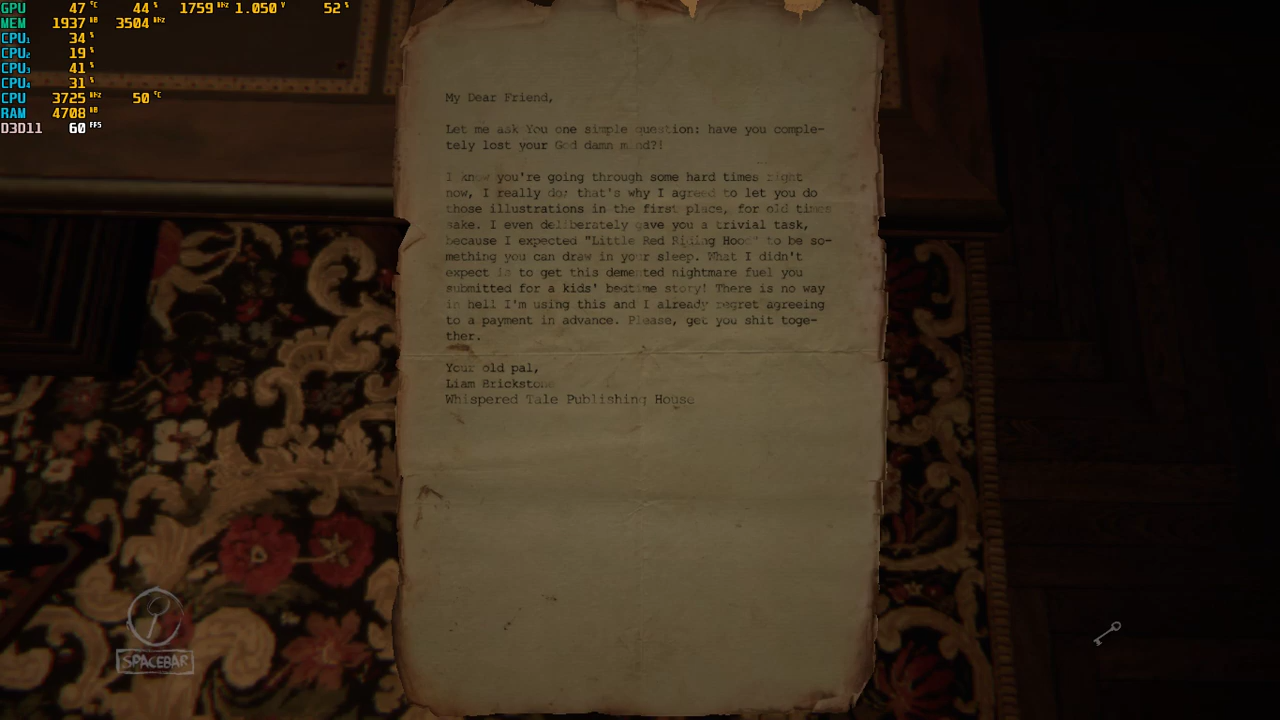 GPU 47 °C 44 % 1759 MHz 1.050 V 52 %
MEM 1937 MB 3504 MHz
CPU1 34 %
CPU2 19 %
CPU3 41 %
CPU4 31 %
CPU 3725 MHz 50 °C
RAM 4708 MB
D3D11 60 FPS
My Dear Friend,
Let me ask You one simple question: have you comple-
tely lost your God damn mind?!
I know you're going through some hard times right
now, I really do; that's why I agreed to let you do
those illustrations in the first place, for old times
sake. I even deliberately gave you a trivial task,
because I expected "Little Red Riding Hood" to be so-
mething you can draw in your sleep. What I didn't
expect is to get this demented nightmare fuel you
submitted for a kids' bedtime story! There is no way
in hell I'm using this and I already regret agreeing
to a payment in advance. Please, get you shit toge-
ther.
Your old pal,
Liam Brickstone
Whispered Tale Publishing House
SPACEBAR